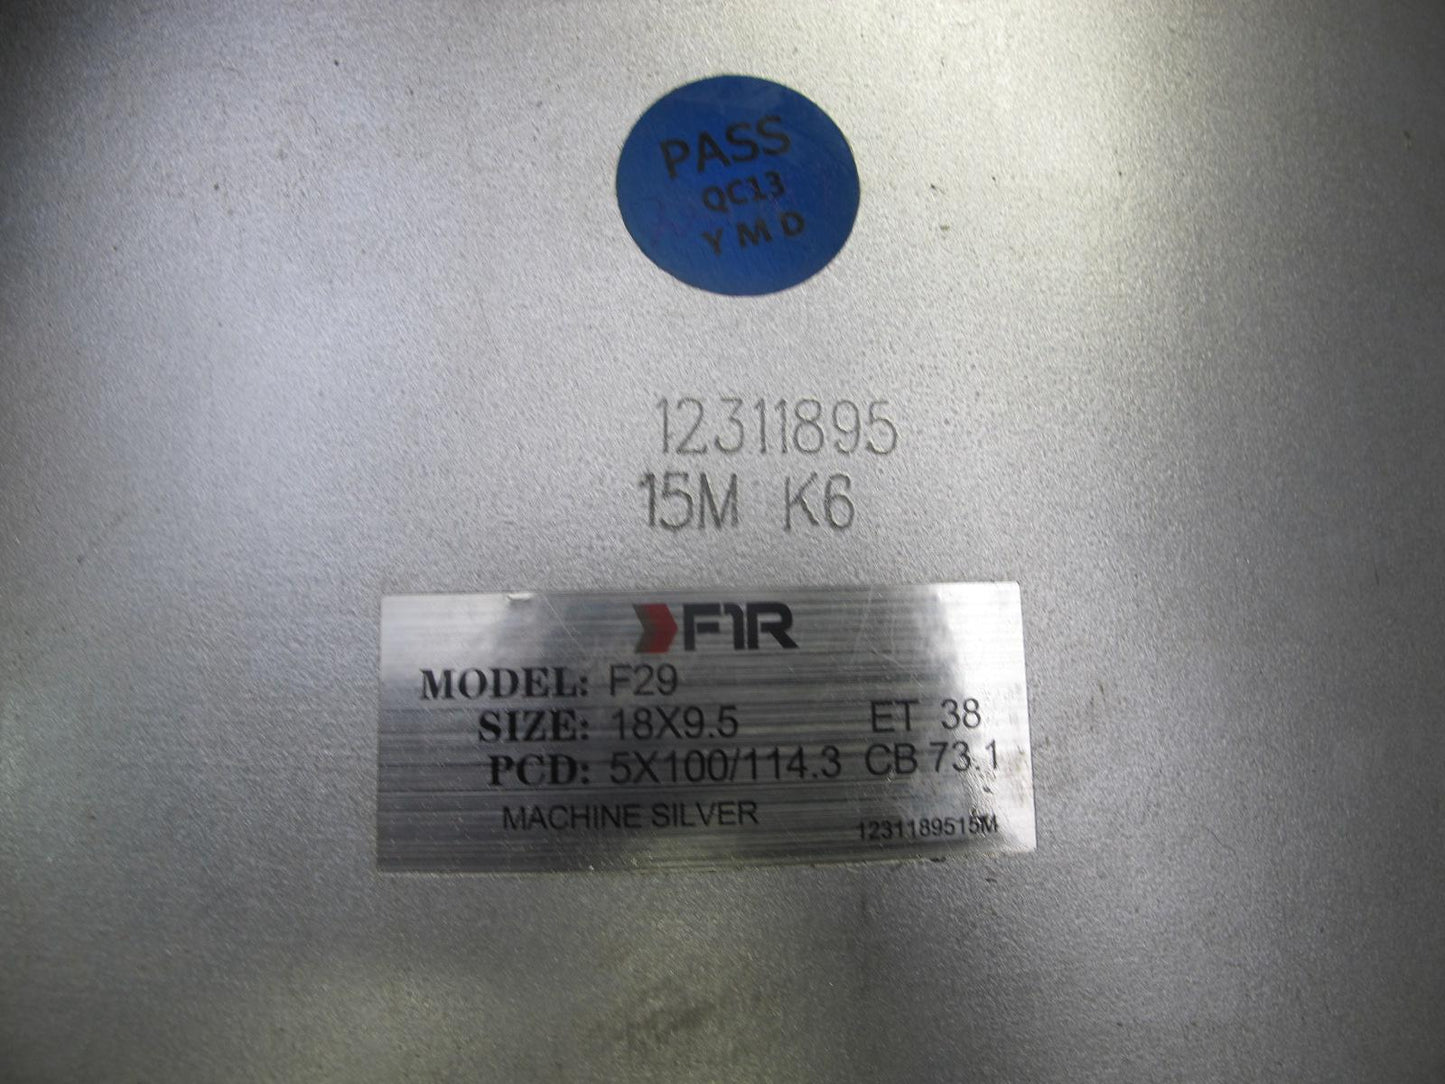 PASS
QC13
Y M D
12311895
15M K6
F1R
MODEL: F29
SIZE: 18X9.5 ET 38
PCD: 5X100/114.3 CB 73.1
MACHINE SILVER 1231189515M